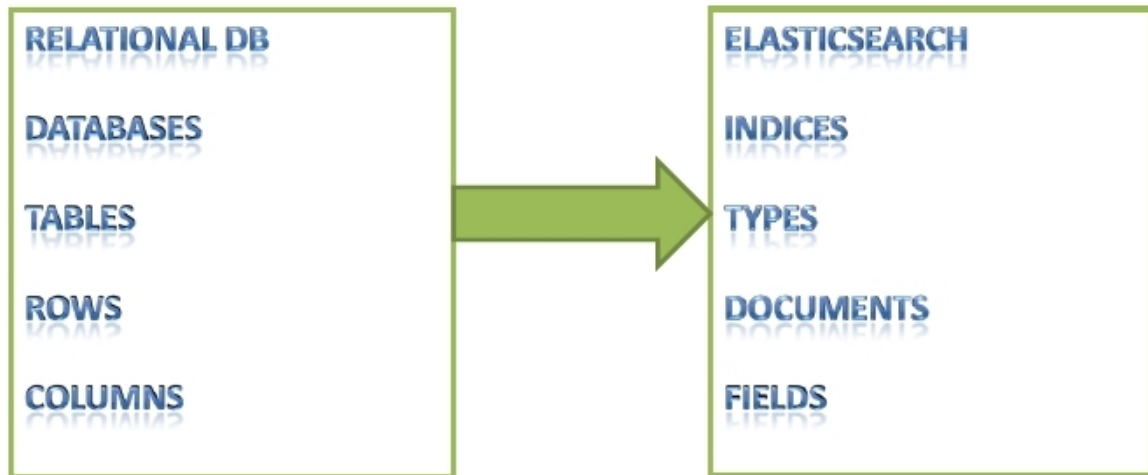 RELATIONAL DB
DATABASES
TABLES
ROWS
COLUMNS
ELASTICSEARCH
INDICES
TYPES
DOCUMENTS
FIELDS